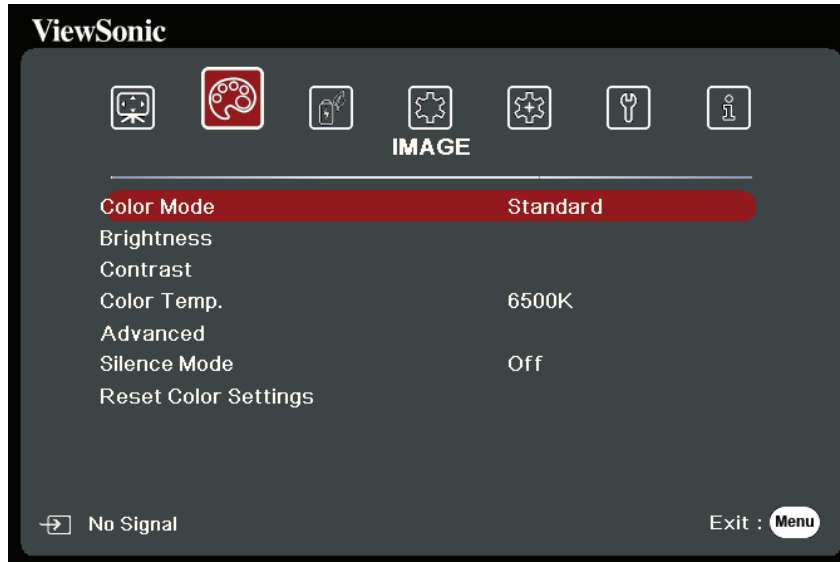 ViewSonic
IMAGE
Color Mode Standard
Brightness
Contrast
Color Temp. 6500K
Advanced
Silence Mode Off
Reset Color Settings
No Signal Exit : Menu